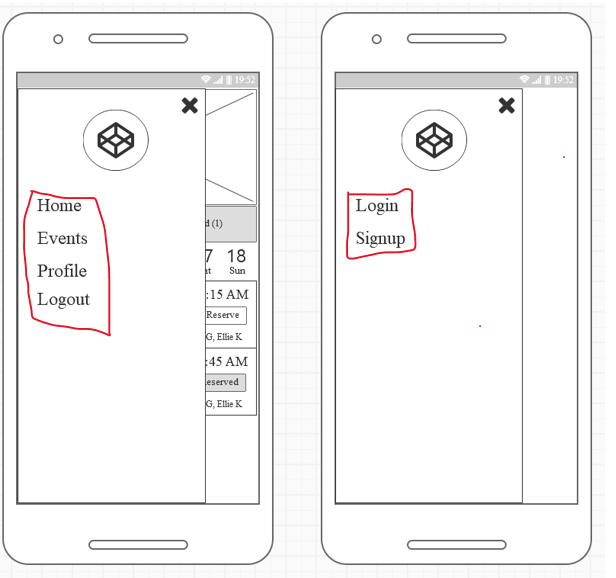 19:52
Home
Events
Profile
Logout
d (1)
7 18
at Sun
:15 AM
Reserve
G, Ellie K
:45 AM
eserved
G, Ellie K
19:52
Login
Signup